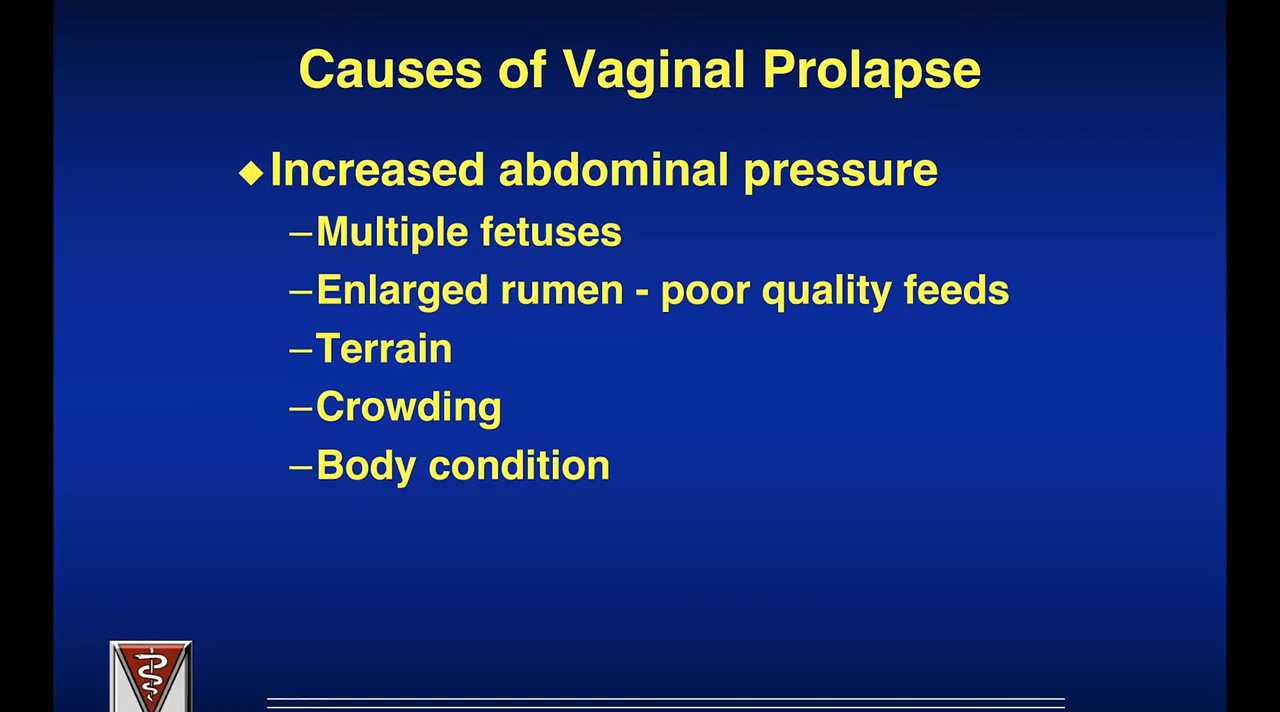 Causes of Vaginal Prolapse
◆Increased abdominal pressure
–Multiple fetuses
–Enlarged rumen - poor quality feeds
–Terrain
–Crowding
–Body condition